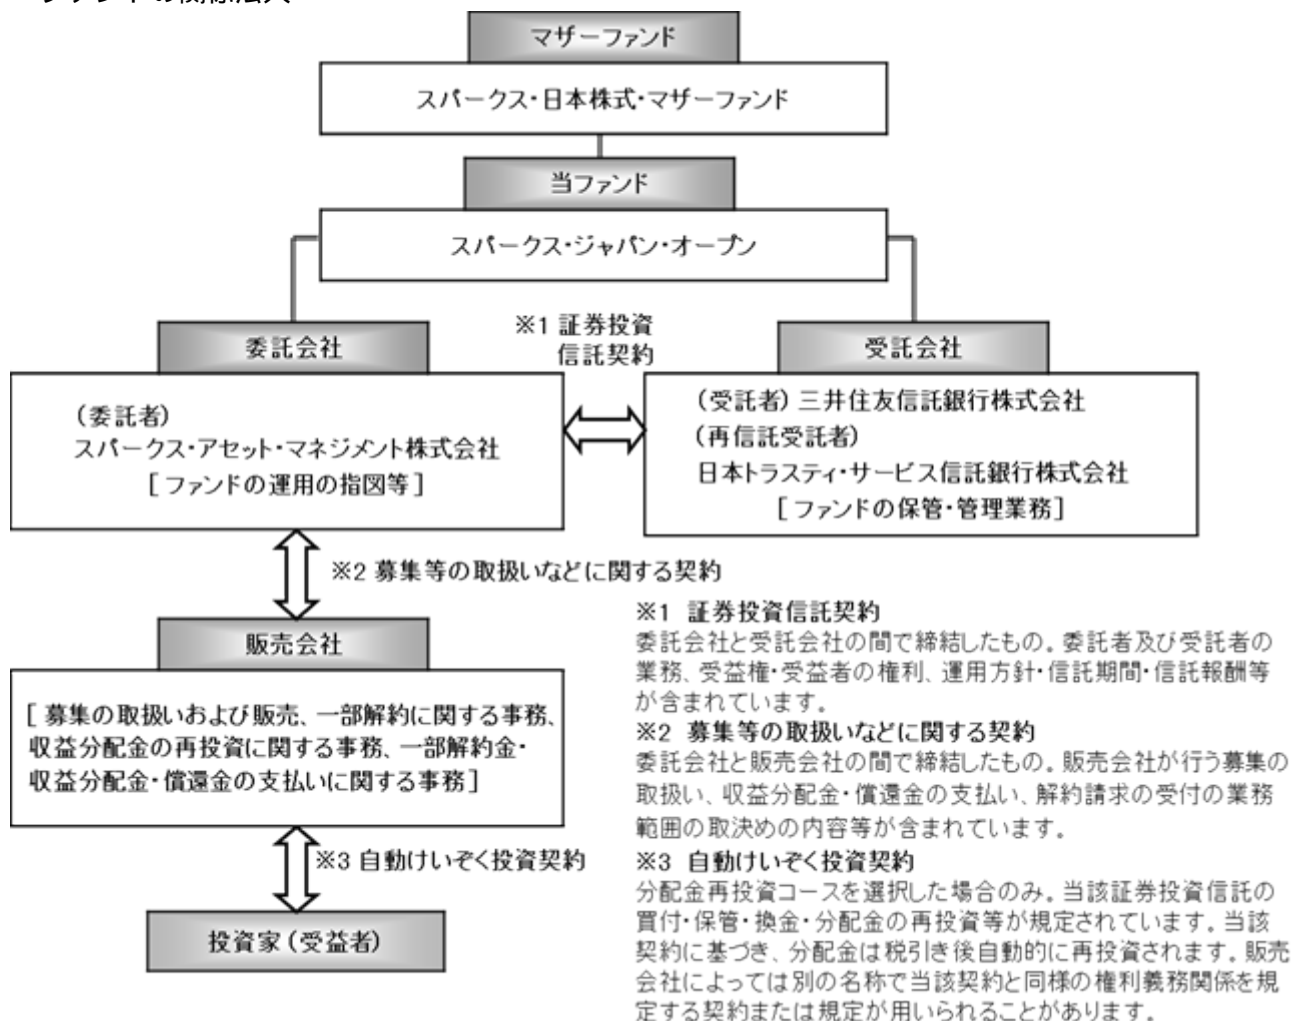 マザーファンド
スパークス・日本株式・マザーファンド
当ファンド
スパークス・ジャパン・オープン
※1 証券投資
信託契約
委託会社
(委託者)
スパークス・アセット・マネジメント株式会社
[ファンドの運用の指図等]
受託会社
(受託者) 三井住友信託銀行株式会社
(再信託受託者)
日本トラスティ・サービス信託銀行株式会社
[ファンドの保管・管理業務]
※2 募集等の取扱いなどに関する契約
販売会社
[募集の取扱いおよび販売、一部解約に関する事務、
収益分配金の再投資に関する事務、一部解約金・
収益分配金・償還金の支払いに関する事務]
※3 自動けいぞく投資契約
投資家(受益者)
※1 証券投資信託契約
委託会社と受託会社の間で締結したもの。委託者及び受託者の
業務、受益権・受益者の権利、運用方針・信託期間・信託報酬等
が含まれています。
※2 募集等の取扱いなどに関する契約
委託会社と販売会社の間で締結したもの。販売会社が行う募集の
取扱い、収益分配金・償還金の支払い、解約請求の受付の業務
範囲の取決めの内容等が含まれています。
※3 自動けいぞく投資契約
分配金再投資コースを選択した場合のみ。当該証券投資信託の
買付・保管・換金・分配金の再投資等が規定されています。当該
契約に基づき、分配金は税引き後自動的に再投資されます。販売
会社によっては別の名称で当該契約と同様の権利義務関係を規
定する契約または規定が用いられることがあります。